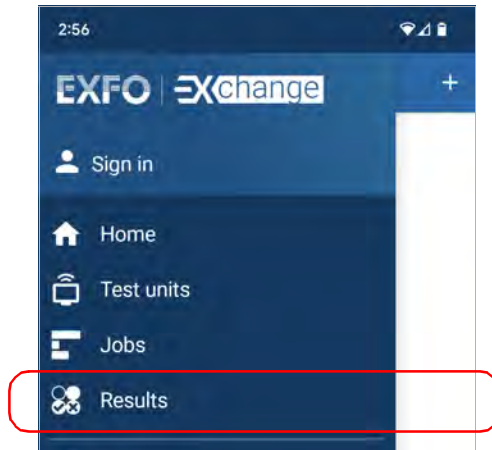 2:56
EXFO | EXchange
+
Sign in
Home
Test units
Jobs
Results